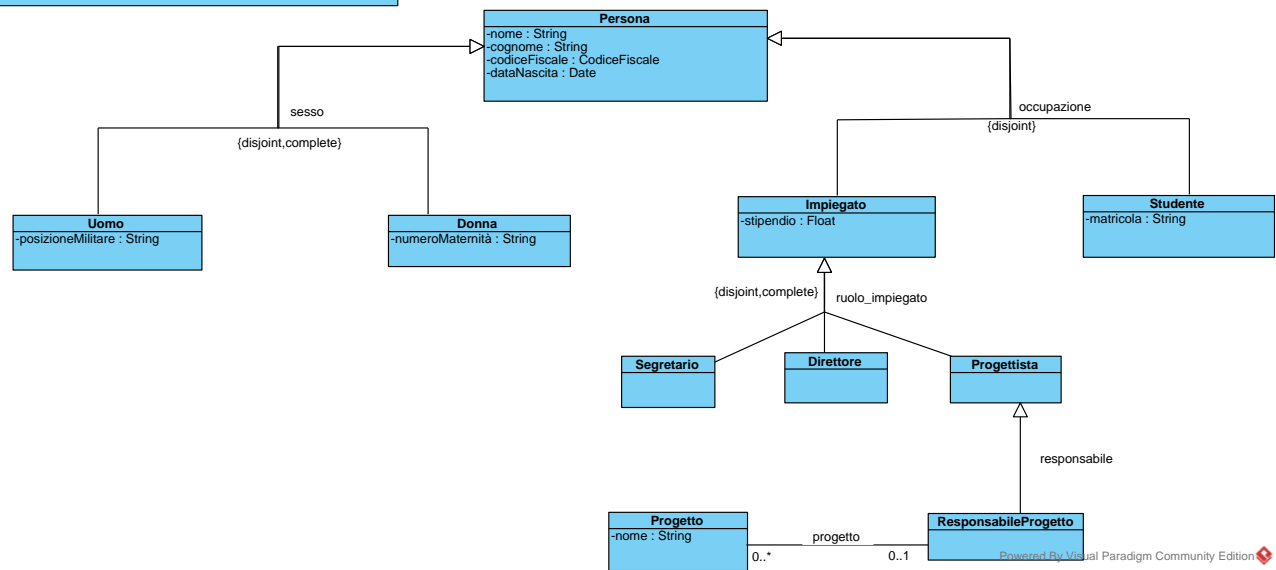 Persona
-nome : String
-cognome : String
-codiceFiscale : CodiceFiscale
-dataNascita : Date
sesso
{disjoint,complete}
occupazione
{disjoint}
Uomo
-posizioneMilitare : String
Donna
-numeroMaternità : String
Impiegato
-stipendio : Float
Studente
-matricola : String
{disjoint,complete}
ruolo_impiegato
Segretario
Direttore
Progettista
responsabile
Progetto
-nome : String
progetto
0..*
0..1
ResponsabileProgetto
Powered By Visual Paradigm Community Edition